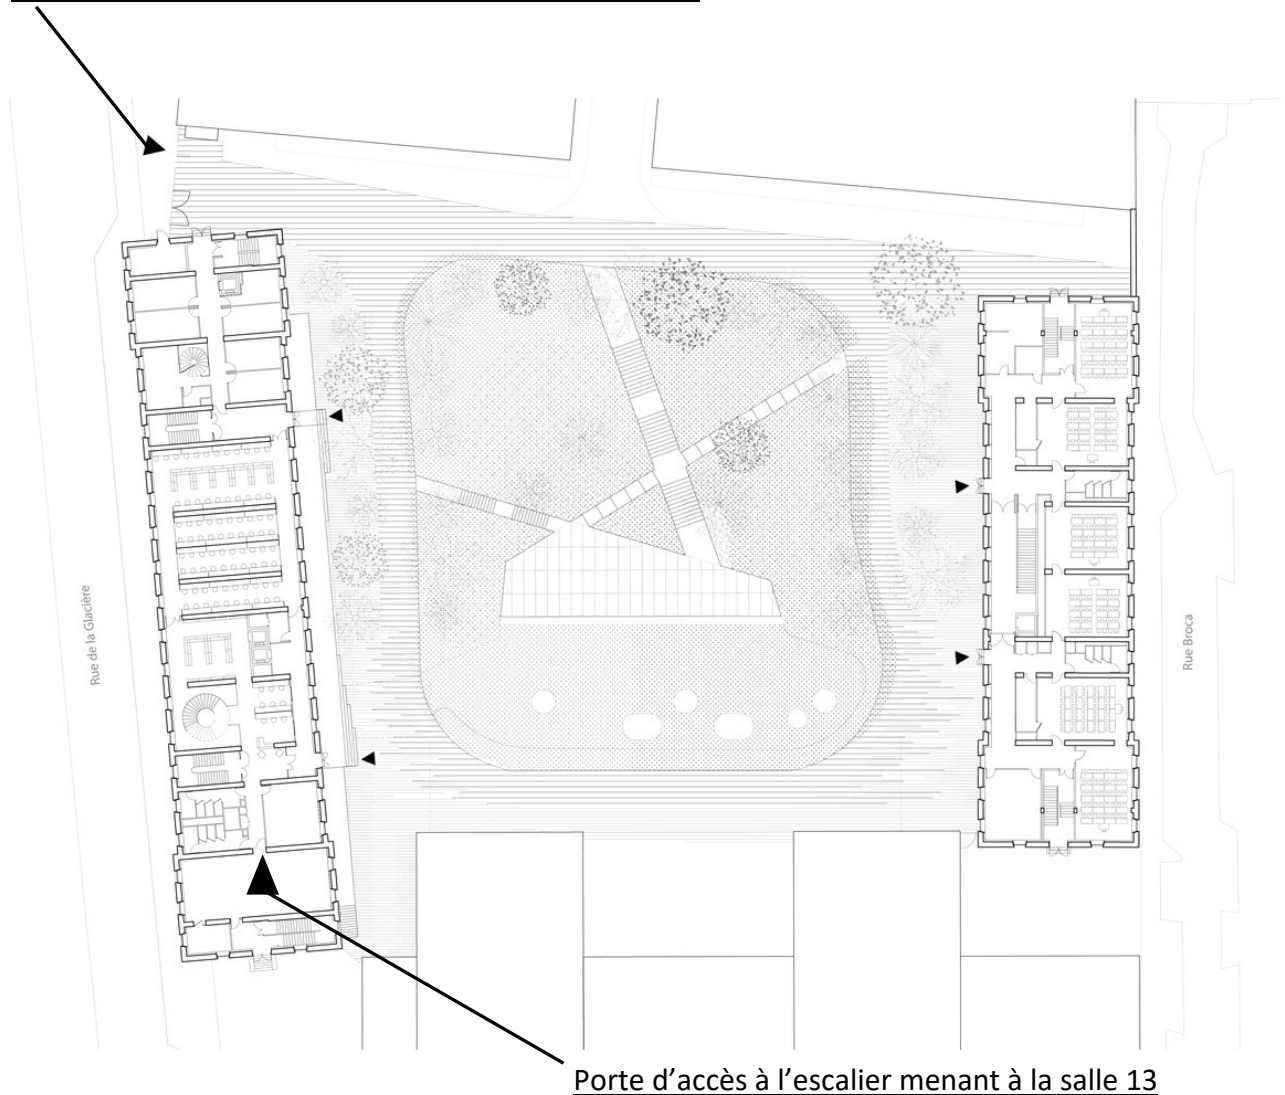 Rue de la Glacière
Rue Broca
Porte d’accès à l’escalier menant à la salle 13